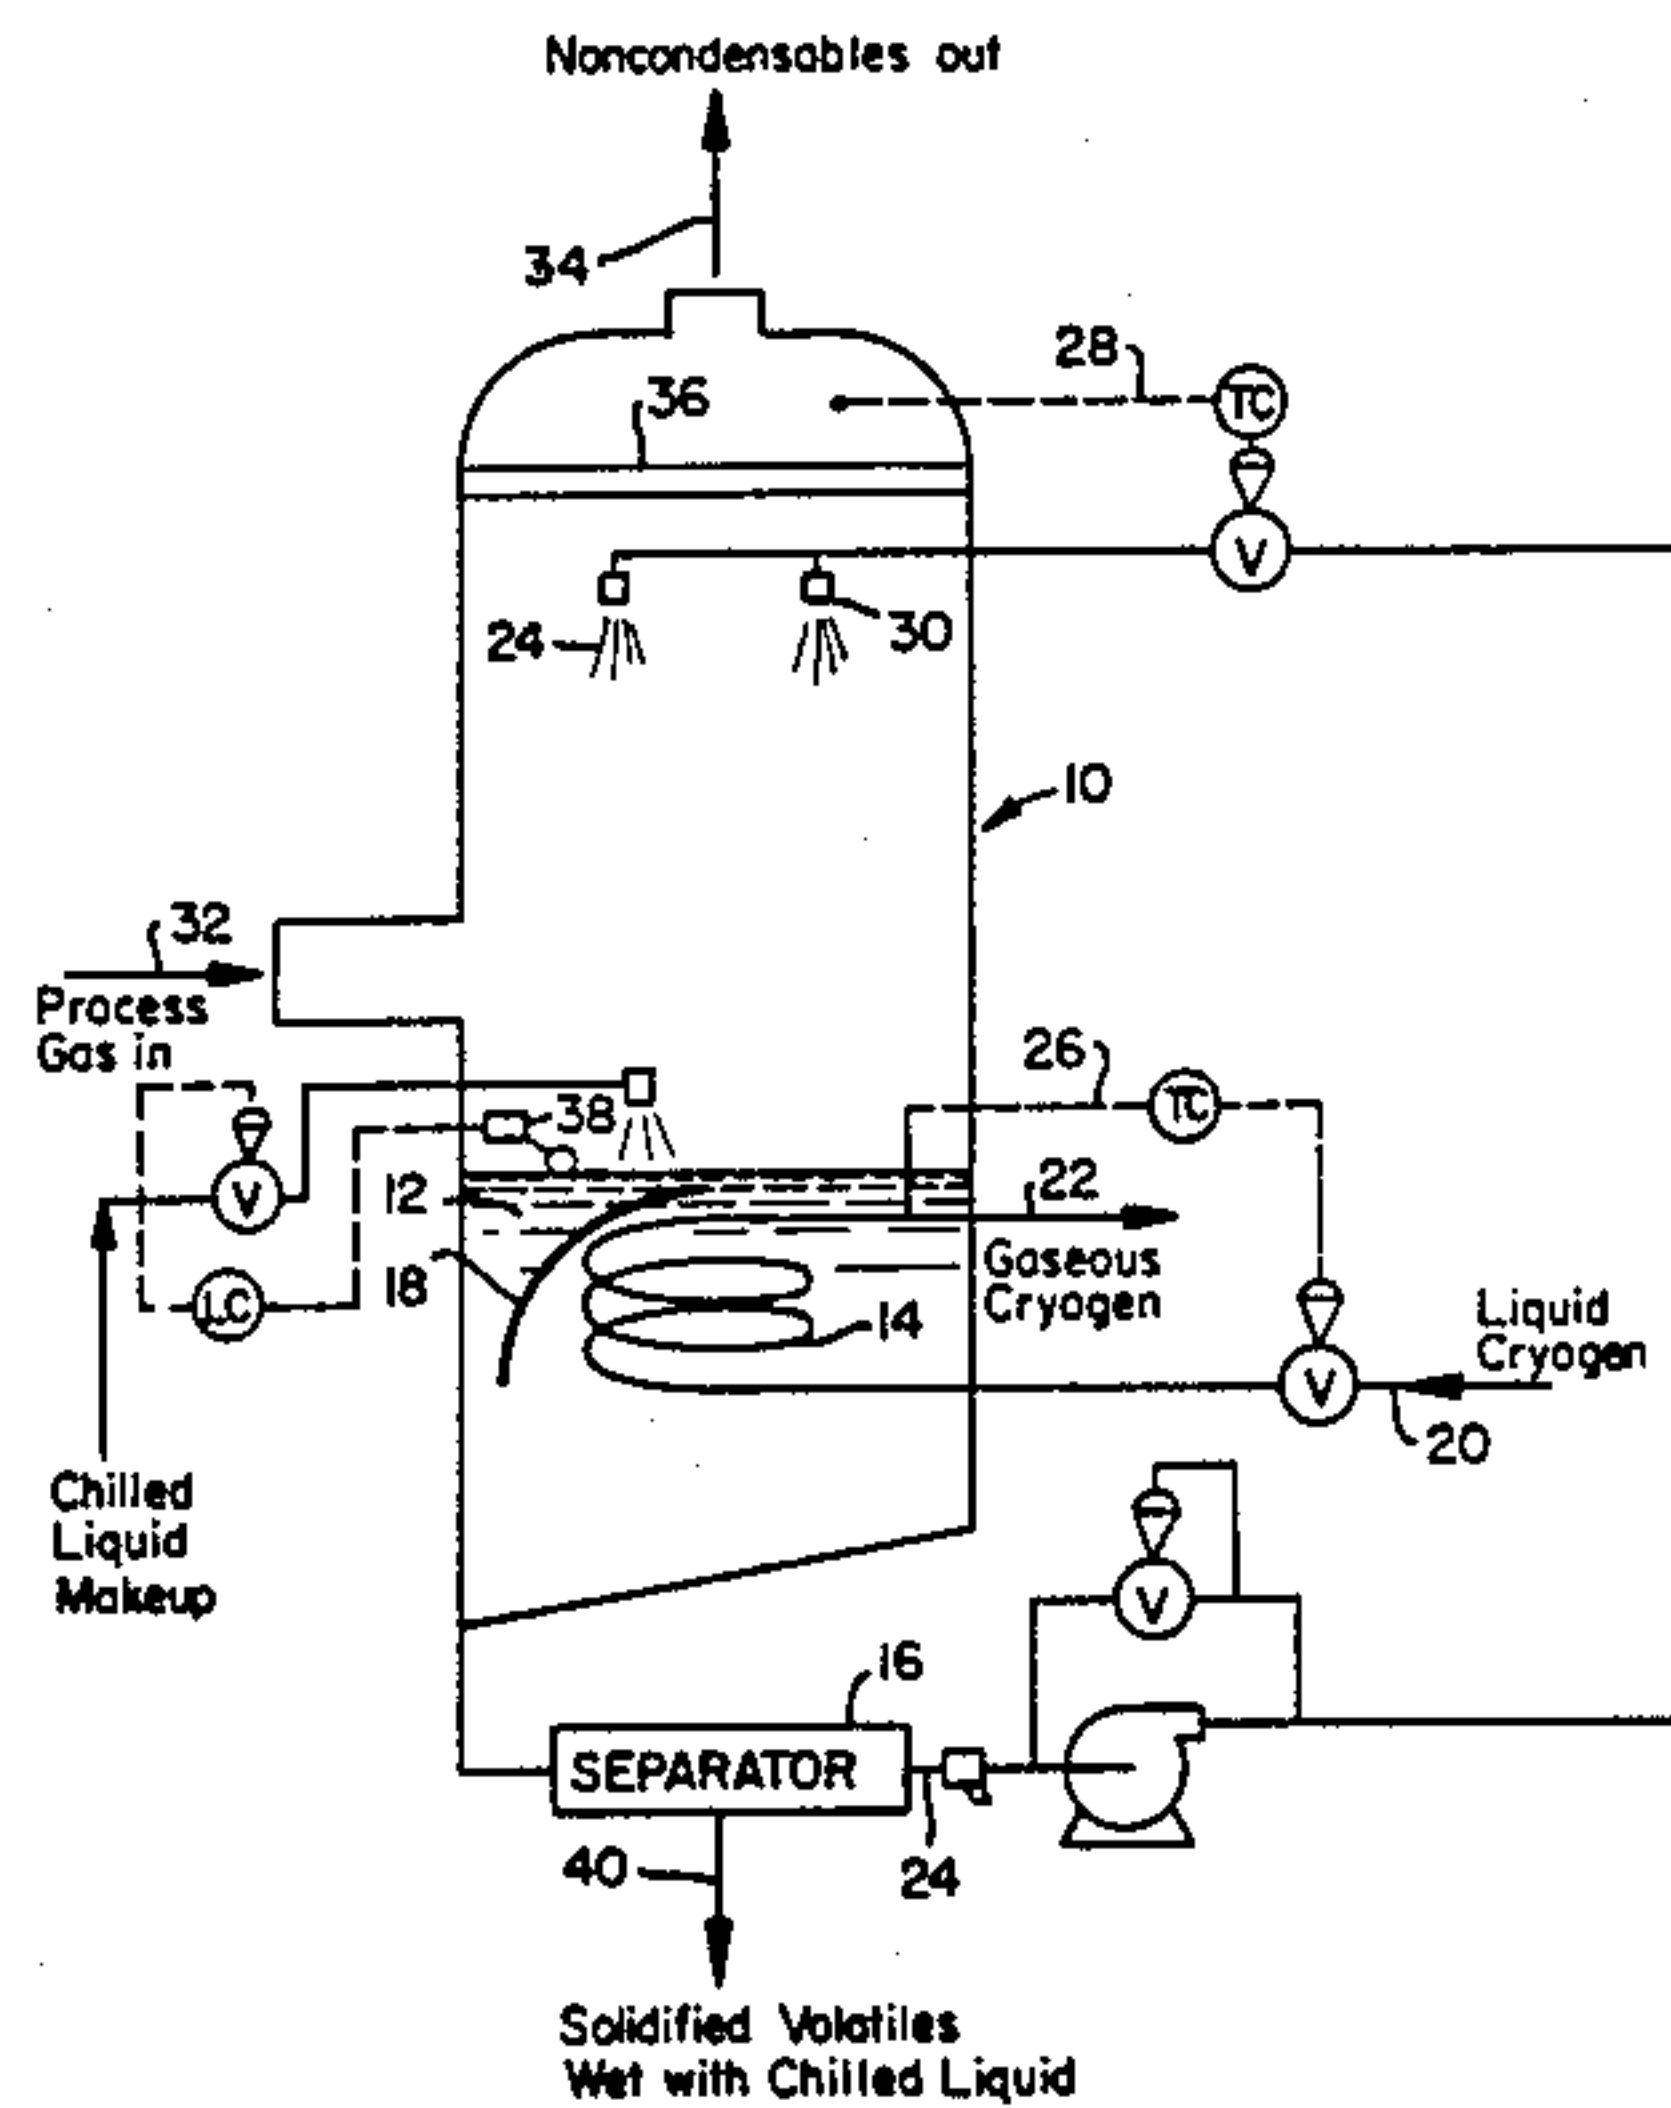 Noncondensables out
34
28
TC
36
V
24
30
10
32
Process
Gas in
26
TC
38
12
V
22
18
LC
Gaseous
Cryogen
14
Liquid
Cryogen
V
20
Chilled
Liquid
Makeup
V
16
SEPARATOR
40
24
Solidified Volatiles
Wet with Chilled Liquid